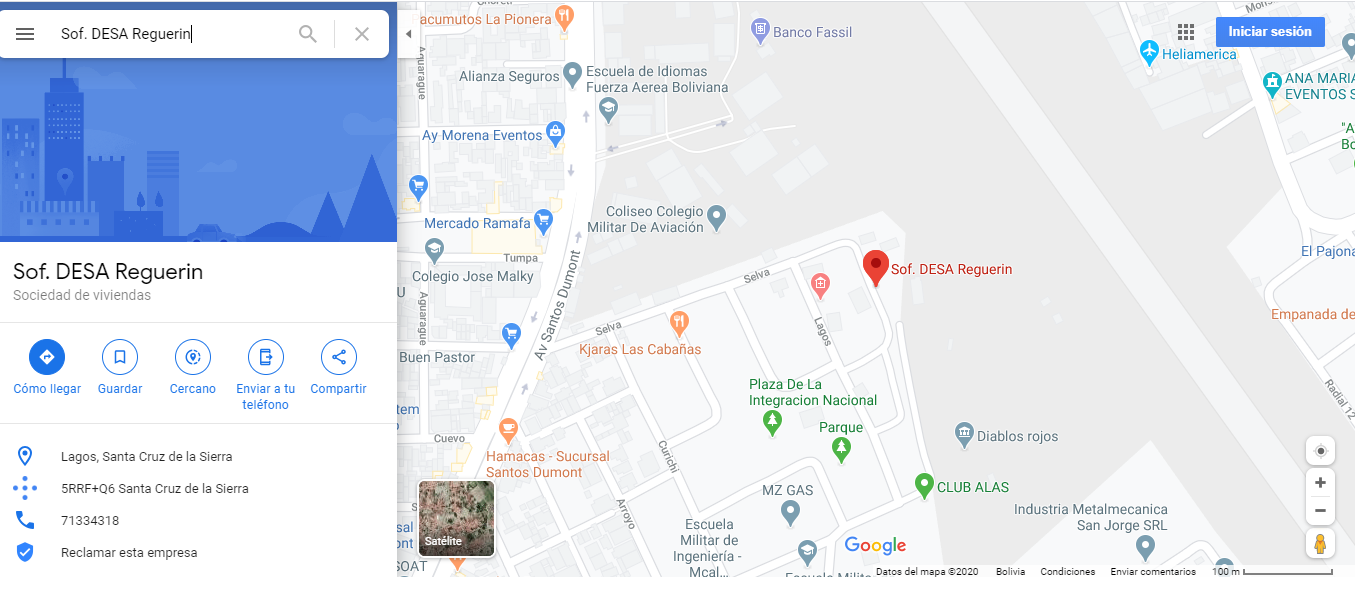 Sof. DESA Reguerin
Sof. DESA Reguerin
Sociedad de viviendas
Cómo llegar
Guardar
Cercano
Enviar a tu
teléfono
Compartir
Lagos, Santa Cruz de la Sierra
5RRF+Q6 Santa Cruz de la Sierra
71334318
Reclamar esta empresa
acumutos La Pionera
Banco Fassil
Iniciar sesión
Heliamerica
Alianza Seguros
Escuela de Idiomas
Fuerza Aerea Boliviana
ANA MARIA
EVENTOS S
Aguarague
Ay Morena Eventos
Mercado Ramafa
Coliseo Colegio
Militar De Aviación
Tumpa
Colegio Jose Malky
El Pajona
Av Santos Dumont
Selva
Sof. DESA Reguerin
Aguarague
Selva
Lagos
Empanada de
Kjaras Las Cabañas
Buen Pastor
Plaza De La
Integracion Nacional
Parque
Radial 12
Cuevo
Diablos rojos
Hamacas - Sucursal
Santos Dumont
Curichi
CLUB ALAS
MZ GAS
Arroyo
Industria Metalmecanica
San Jorge SRL
Escuela
Militar de
Ingeniería -
Mcal...
Satélite
Google
SOAT
Datos del mapa ©2020 Bolivia Condiciones Enviar comentarios 100 m